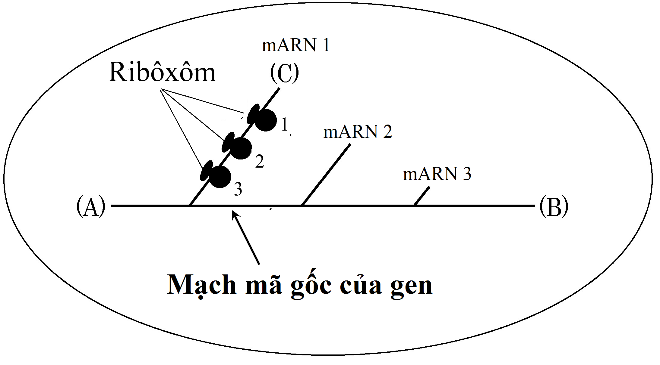 mARN 1
Ribôxôm
(C)
1
mARN 2
2
mARN 3
3
(A)
(B)
Mạch mã gốc của gen